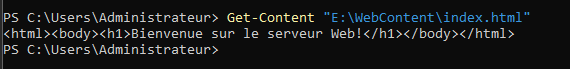 PS C:\Users\Administrateur> Get-Content "E:\WebContent\index.html"
<html><body><h1>Bienvenue sur le serveur Web!</h1></body></html>
PS C:\Users\Administrateur>